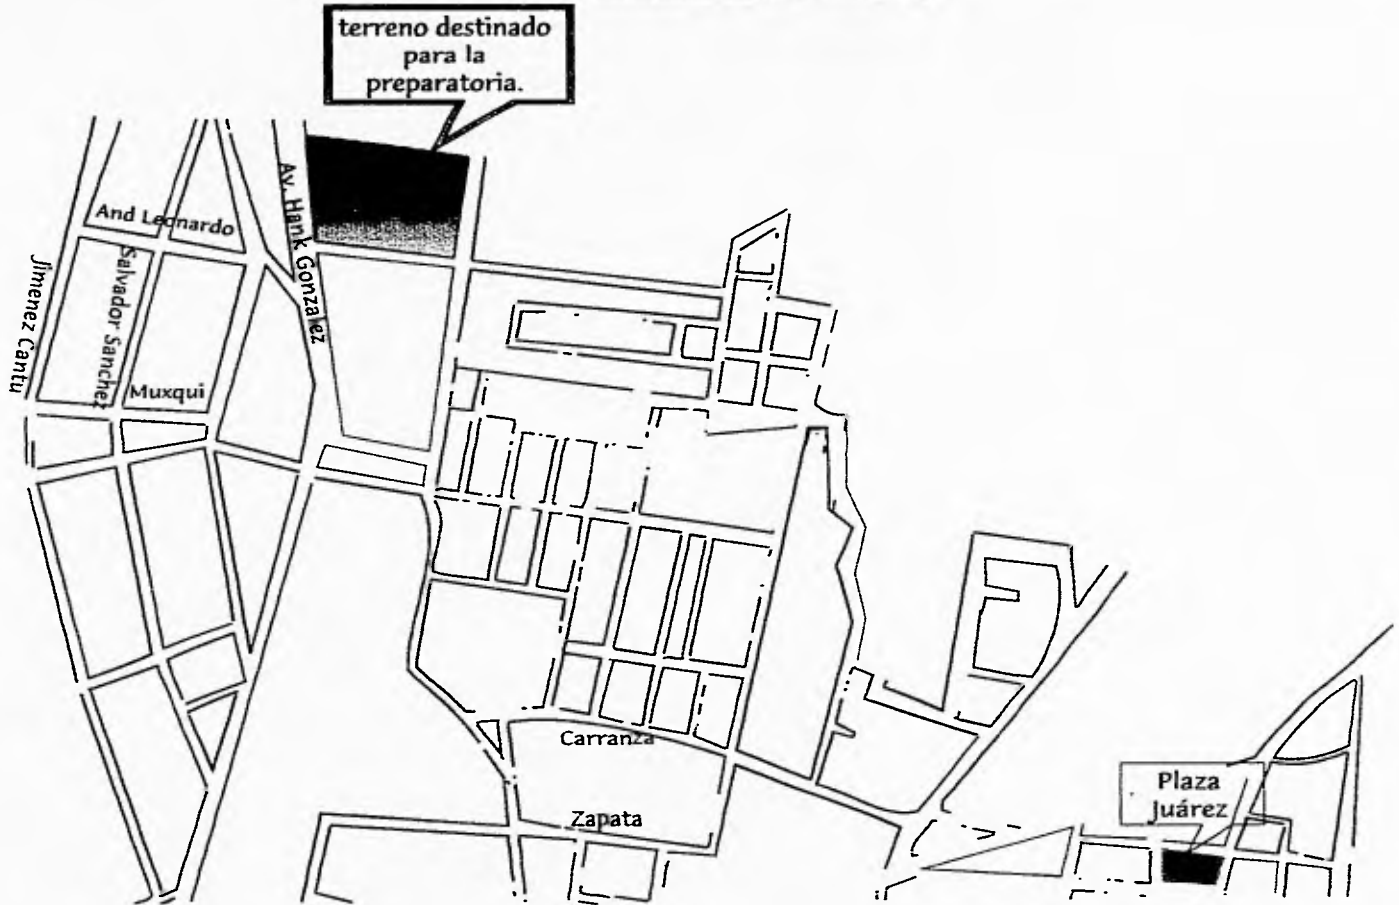 terreno destinado
para la
preparatoria.
And Leonardo
Av. Hank Gonzalez
Jimenez Cantu
Salvador Sanchez
Muxqui
Carranza
Zapata
Plaza
Juárez